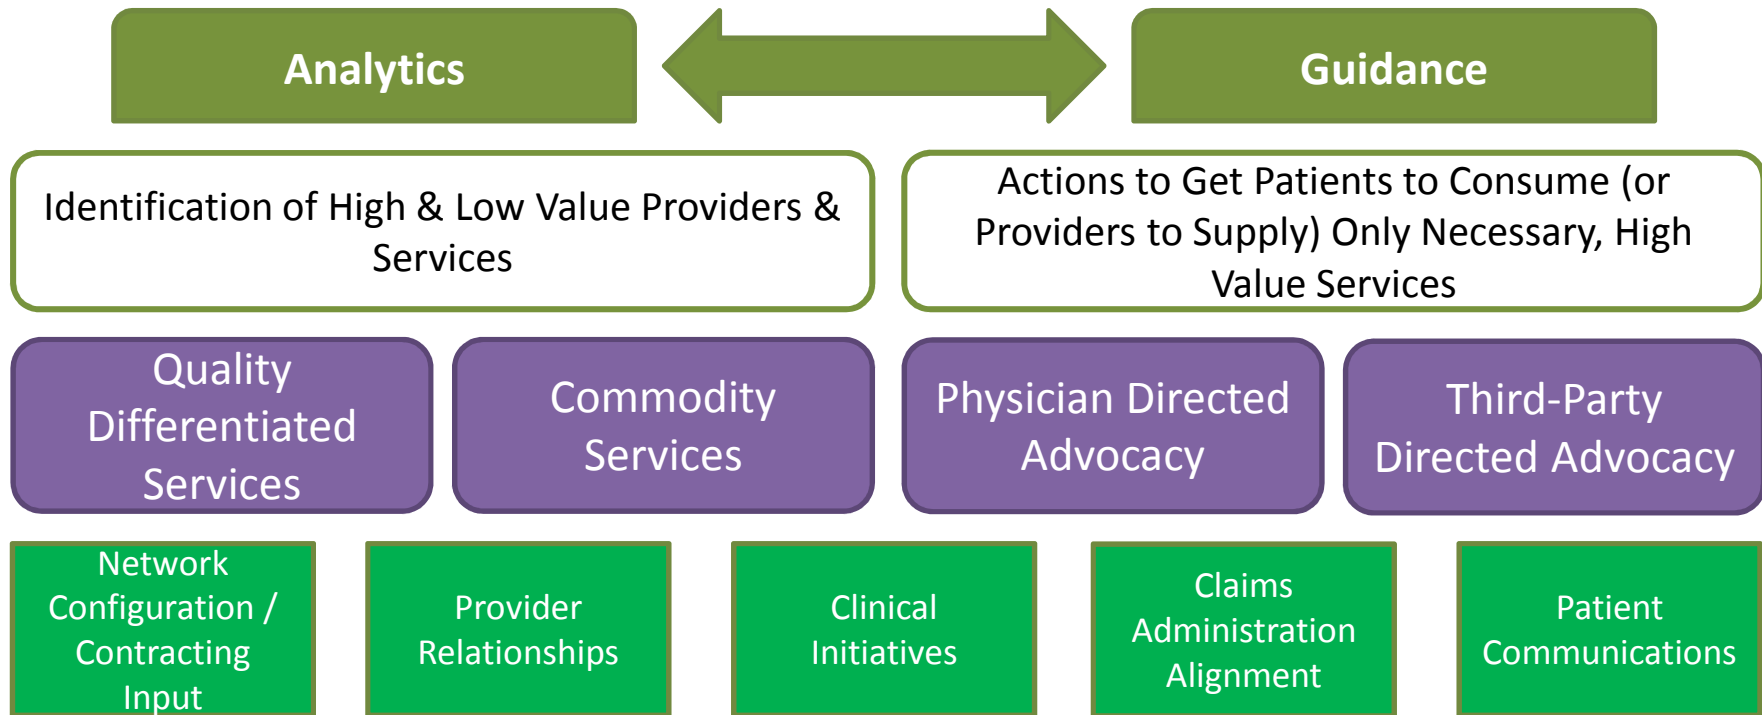 Analytics
Guidance
Identification of High & Low Value Providers &
Services
Actions to Get Patients to Consume (or
Providers to Supply) Only Necessary, High
Value Services
Quality
Differentiated
Services
Commodity
Services
Physician Directed
Advocacy
Third-Party
Directed Advocacy
Network
Configuration /
Contracting
Input
Provider
Relationships
Clinical
Initiatives
Claims
Administration
Alignment
Patient
Communications